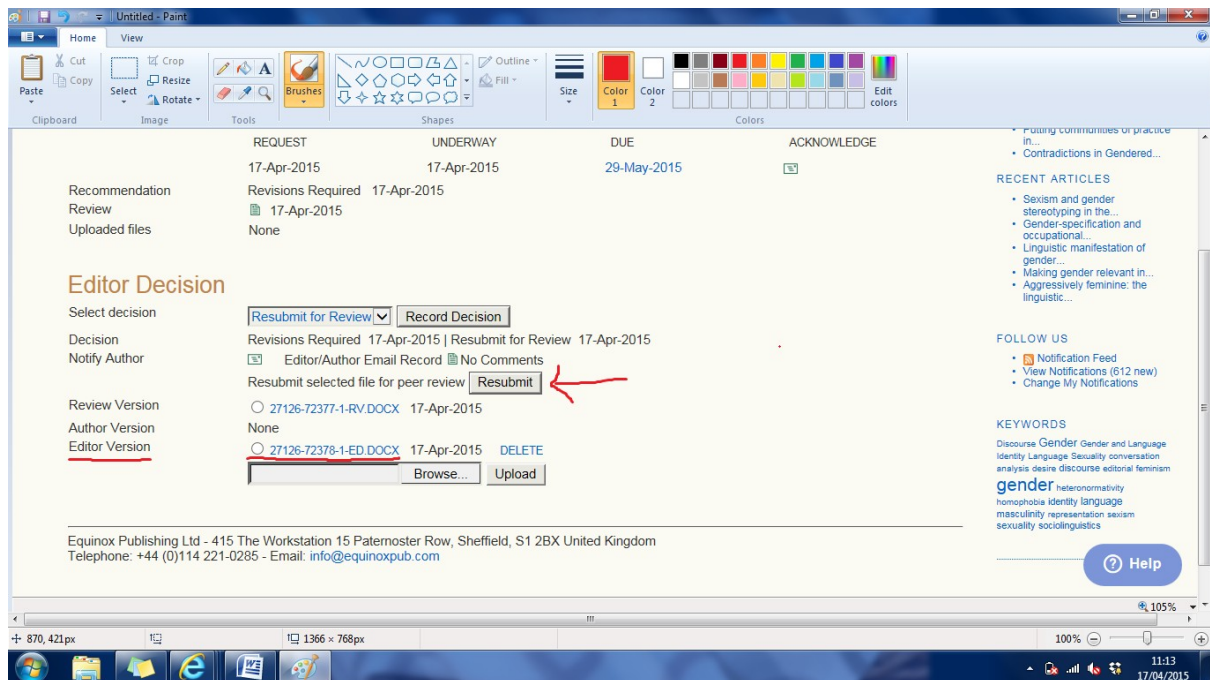 Untitled - Paint
Home View
Paste
Cut
Copy
Clipboard
Select
Crop
Resize
Rotate
Image
A
Tools
Brushes
Outline
Fill
Shapes
Size
Color 1
Color 2
Edit colors
Colors
REQUEST UNDERWAY DUE ACKNOWLEDGE
17-Apr-2015 17-Apr-2015 29-May-2015
Recommendation Revisions Required 17-Apr-2015
Review 17-Apr-2015
Uploaded files None
Editor Decision
Select decision Resubmit for Review Record Decision
Decision Revisions Required 17-Apr-2015 | Resubmit for Review 17-Apr-2015
Notify Author Editor/Author Email Record No Comments
Resubmit selected file for peer review Resubmit
Review Version 27126-72377-1-RV.DOCX 17-Apr-2015
Author Version None
Editor Version 27126-72378-1-ED.DOCX 17-Apr-2015 DELETE
Browse... Upload
Equinox Publishing Ltd - 415 The Workstation 15 Paternoster Row, Sheffield, S1 2BX United Kingdom
Telephone: +44 (0)114 221-0285 - Email: info@equinoxpub.com
Putting communities of practice
in...
Contradictions in Gendered...
RECENT ARTICLES
Sexism and gender
stereotyping in the...
Gender-specification and
occupational...
Linguistic manifestation of
gender...
Making gender relevant in...
Aggressively feminine: the
linguistic...
FOLLOW US
Notification Feed
View Notifications (612 new)
Change My Notifications
KEYWORDS
Discourse Gender Gender and Language
Identity Language Sexuality conversation
analysis desire discourse editorial feminism
gender heteronormativity
homophobia identity language
masculinity representation sexism
sexuality sociolinguistics
Help
105%
870, 421px 1366 × 768px 100%
11:13
17/04/2015